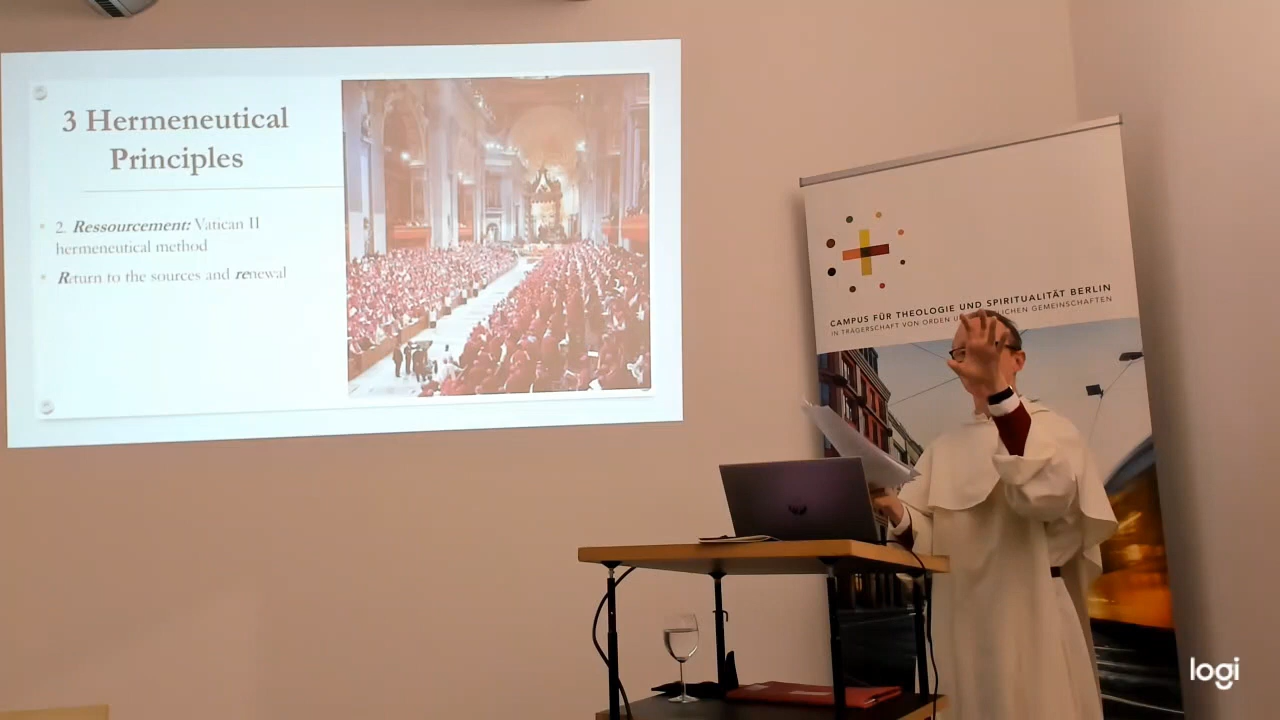 3 Hermeneutical
Principles
2. Ressourcement: Vatican II
hermeneutical method
Return to the sources and renewal
CAMPUS FÜR THEOLOGIE UND SPIRITUALITÄT BERLIN
IN TRÄGERSCHAFT VON ORDEN LICHEN GEMEINSCHAFTEN
logi